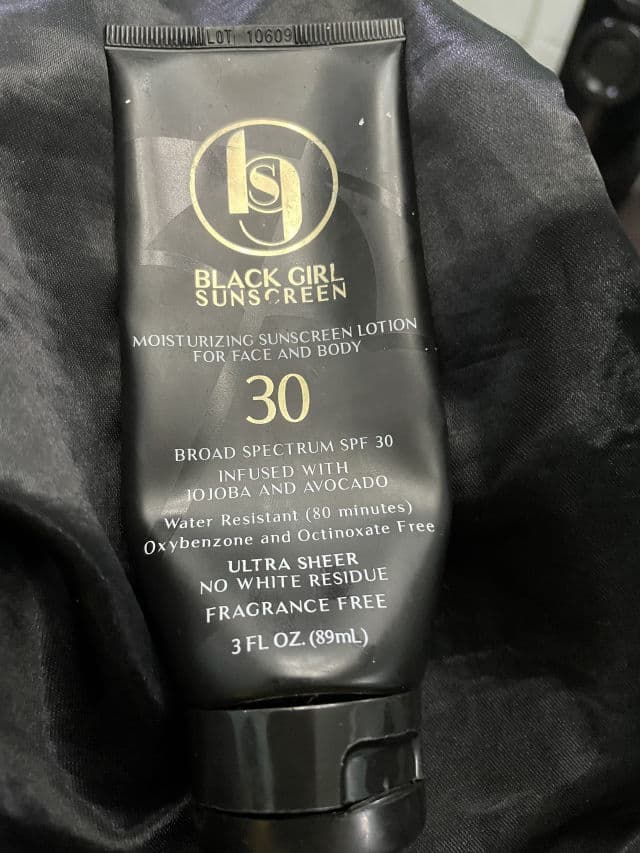 LOT 10609
bgs
BLACK GIRL
SUNSCREEN
MOISTURIZING SUNSCREEN LOTION
FOR FACE AND BODY
30
BROAD SPECTRUM SPF 30
INFUSED WITH
JOJOBA AND AVOCADO
Water Resistant (80 minutes)
Oxybenzone and Octinoxate Free
ULTRA SHEER
NO WHITE RESIDUE
FRAGRANCE FREE
3 FL OZ. (89mL)